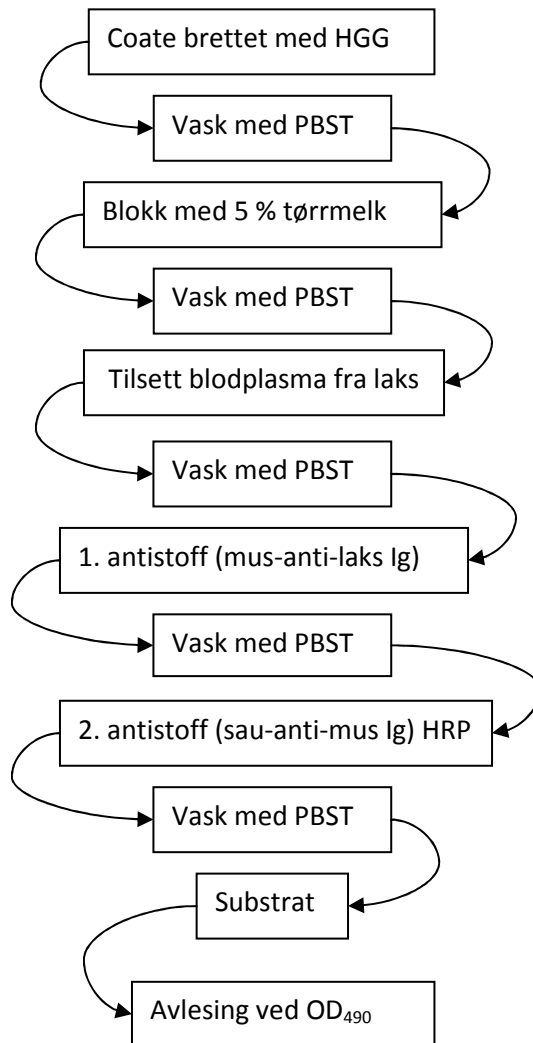 Coate brettet med HGG
Vask med PBST
Blokk med 5 % tørrmelk
Vask med PBST
Tilsett blodplasma fra laks
Vask med PBST
1. antistoff (mus-anti-laks Ig)
Vask med PBST
2. antistoff (sau-anti-mus Ig) HRP
Vask med PBST
Substrat
Avlesing ved OD₄₉₀